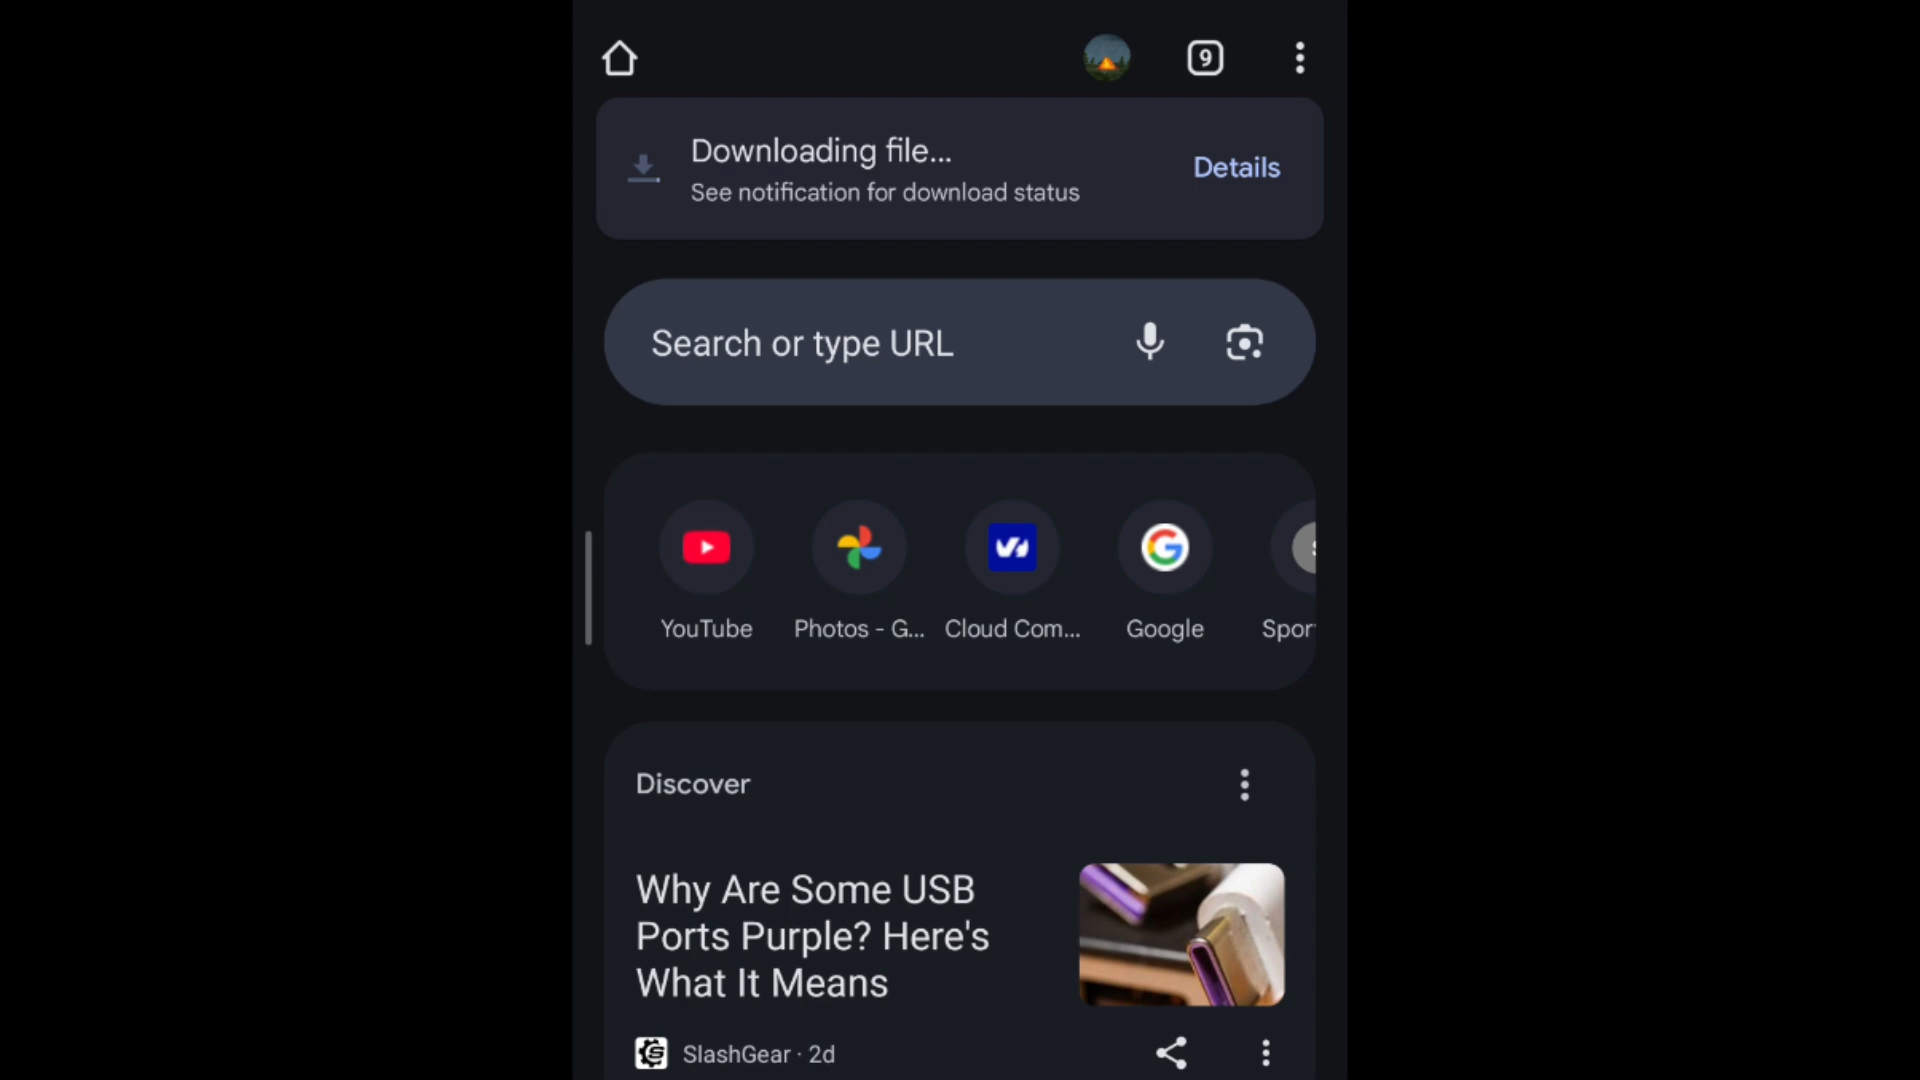 9
Downloading file...
See notification for download status
Details
Search or type URL
YouTube
Photos - G...
Cloud Com...
Google
Spor
Discover
Why Are Some USB
Ports Purple? Here's
What It Means
SlashGear · 2d